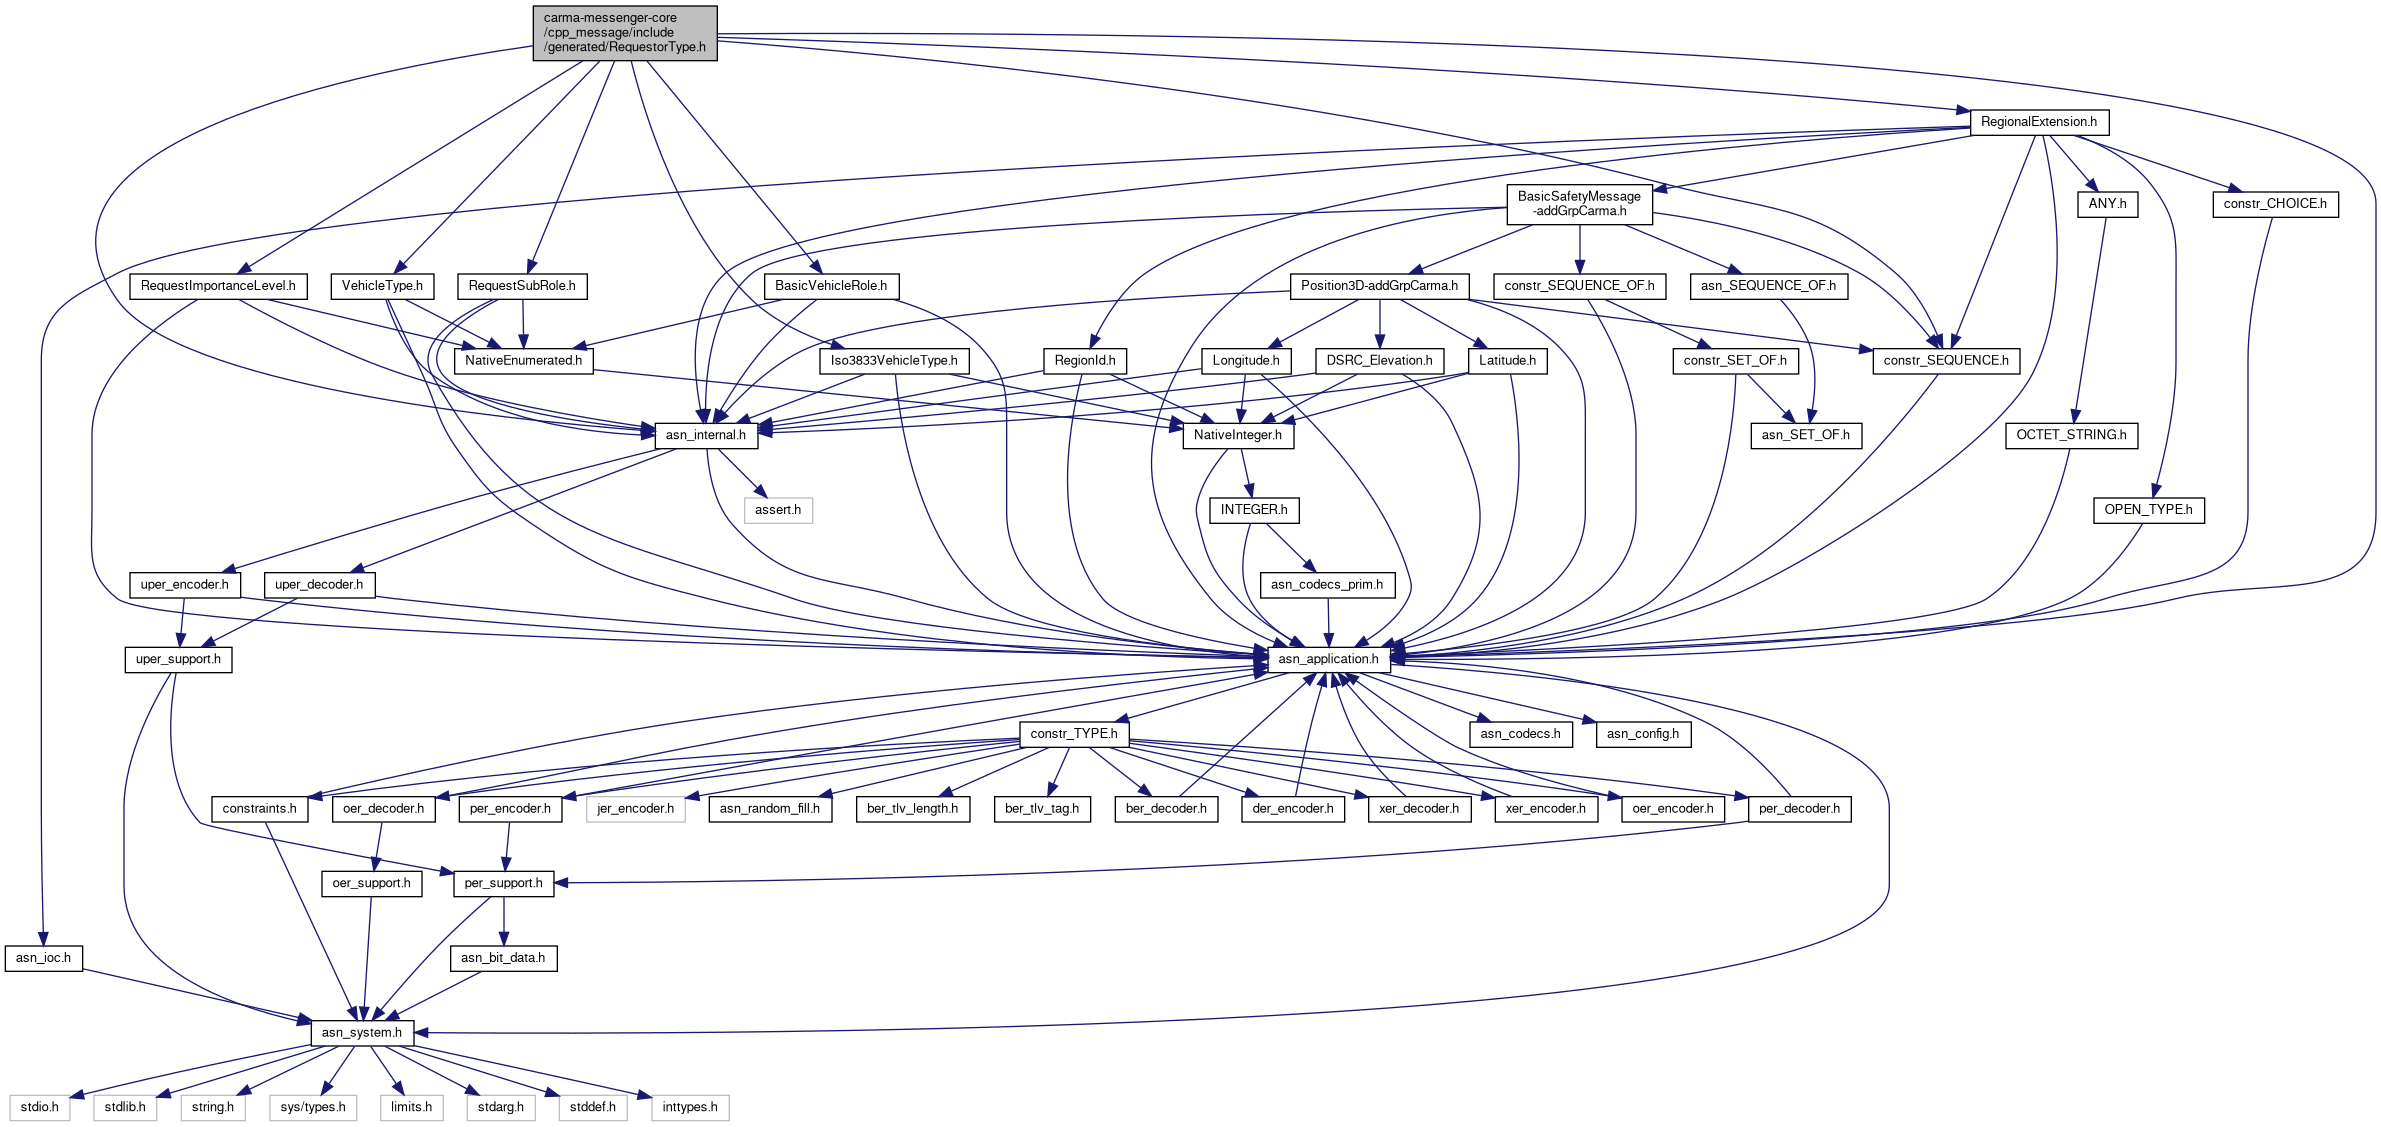 carma-messenger-core
/cpp_message/include
/generated/RequestorType.h
RegionalExtension.h
BasicSafetyMessage
-addGrpCarma.h
ANY.h
constr_CHOICE.h
RequestImportanceLevel.h
VehicleType.h
RequestSubRole.h
BasicVehicleRole.h
Position3D-addGrpCarma.h
constr_SEQUENCE_OF.h
asn_SEQUENCE_OF.h
NativeEnumerated.h
Iso3833VehicleType.h
RegionId.h
Longitude.h
DSRC_Elevation.h
Latitude.h
constr_SET_OF.h
constr_SEQUENCE.h
asn_internal.h
NativeInteger.h
asn_SET_OF.h
OCTET_STRING.h
assert.h
INTEGER.h
OPEN_TYPE.h
uper_encoder.h
uper_decoder.h
asn_codecs_prim.h
uper_support.h
asn_application.h
constr_TYPE.h
asn_codecs.h
asn_config.h
constraints.h
oer_decoder.h
per_encoder.h
jer_encoder.h
asn_random_fill.h
ber_tlv_length.h
ber_tlv_tag.h
ber_decoder.h
der_encoder.h
xer_decoder.h
xer_encoder.h
oer_encoder.h
per_decoder.h
oer_support.h
per_support.h
asn_ioc.h
asn_bit_data.h
asn_system.h
stdio.h
stdlib.h
string.h
sys/types.h
limits.h
stdarg.h
stddef.h
inttypes.h